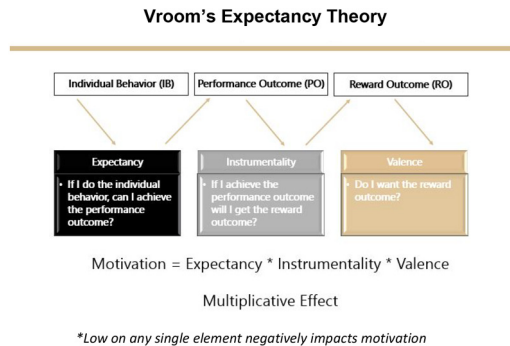 Vroom's Expectancy Theory
Individual Behavior (IB)
Performance Outcome (PO)
Reward Outcome (RO)
Expectancy
• If I do the individual
behavior, can I achieve
the performance
outcome?
Instrumentality
• If I achieve the
performance outcome
will I get the reward
outcome?
Valence
• Do I want the reward
outcome?
Motivation = Expectancy * Instrumentality * Valence
Multiplicative Effect
*Low on any single element negatively impacts motivation